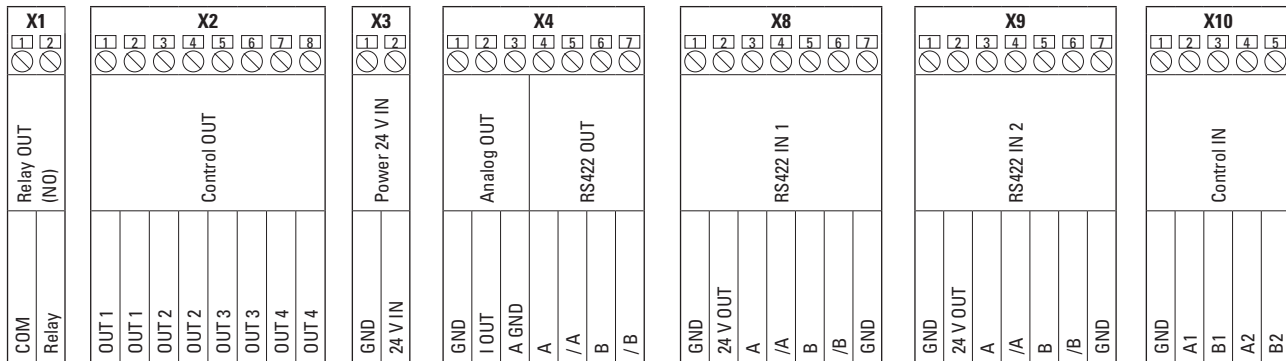 X1 X2 X3 X4 X8 X9 X10
1 2 1 2 3 4 5 6 7 8 1 2 1 2 3 4 5 6 7 1 2 3 4 5 6 7 1 2 3 4 5 6 7 1 2 3 4 5
Relay OUT
(NO)
Control OUT
Power 24 V IN
Analog OUT
RS422 OUT
RS422 IN 1
RS422 IN 2
Control IN
COM
Relay
OUT 1
OUT 1
OUT 2
OUT 2
OUT 3
OUT 3
OUT 4
OUT 4
GND
24 V IN
GND
I OUT
A GND
A
/ A
B
/ B
GND
24 V OUT
A
/A
B
/B
GND
GND
24 V OUT
A
/A
B
/B
GND
GND
A1
B1
A2
B2